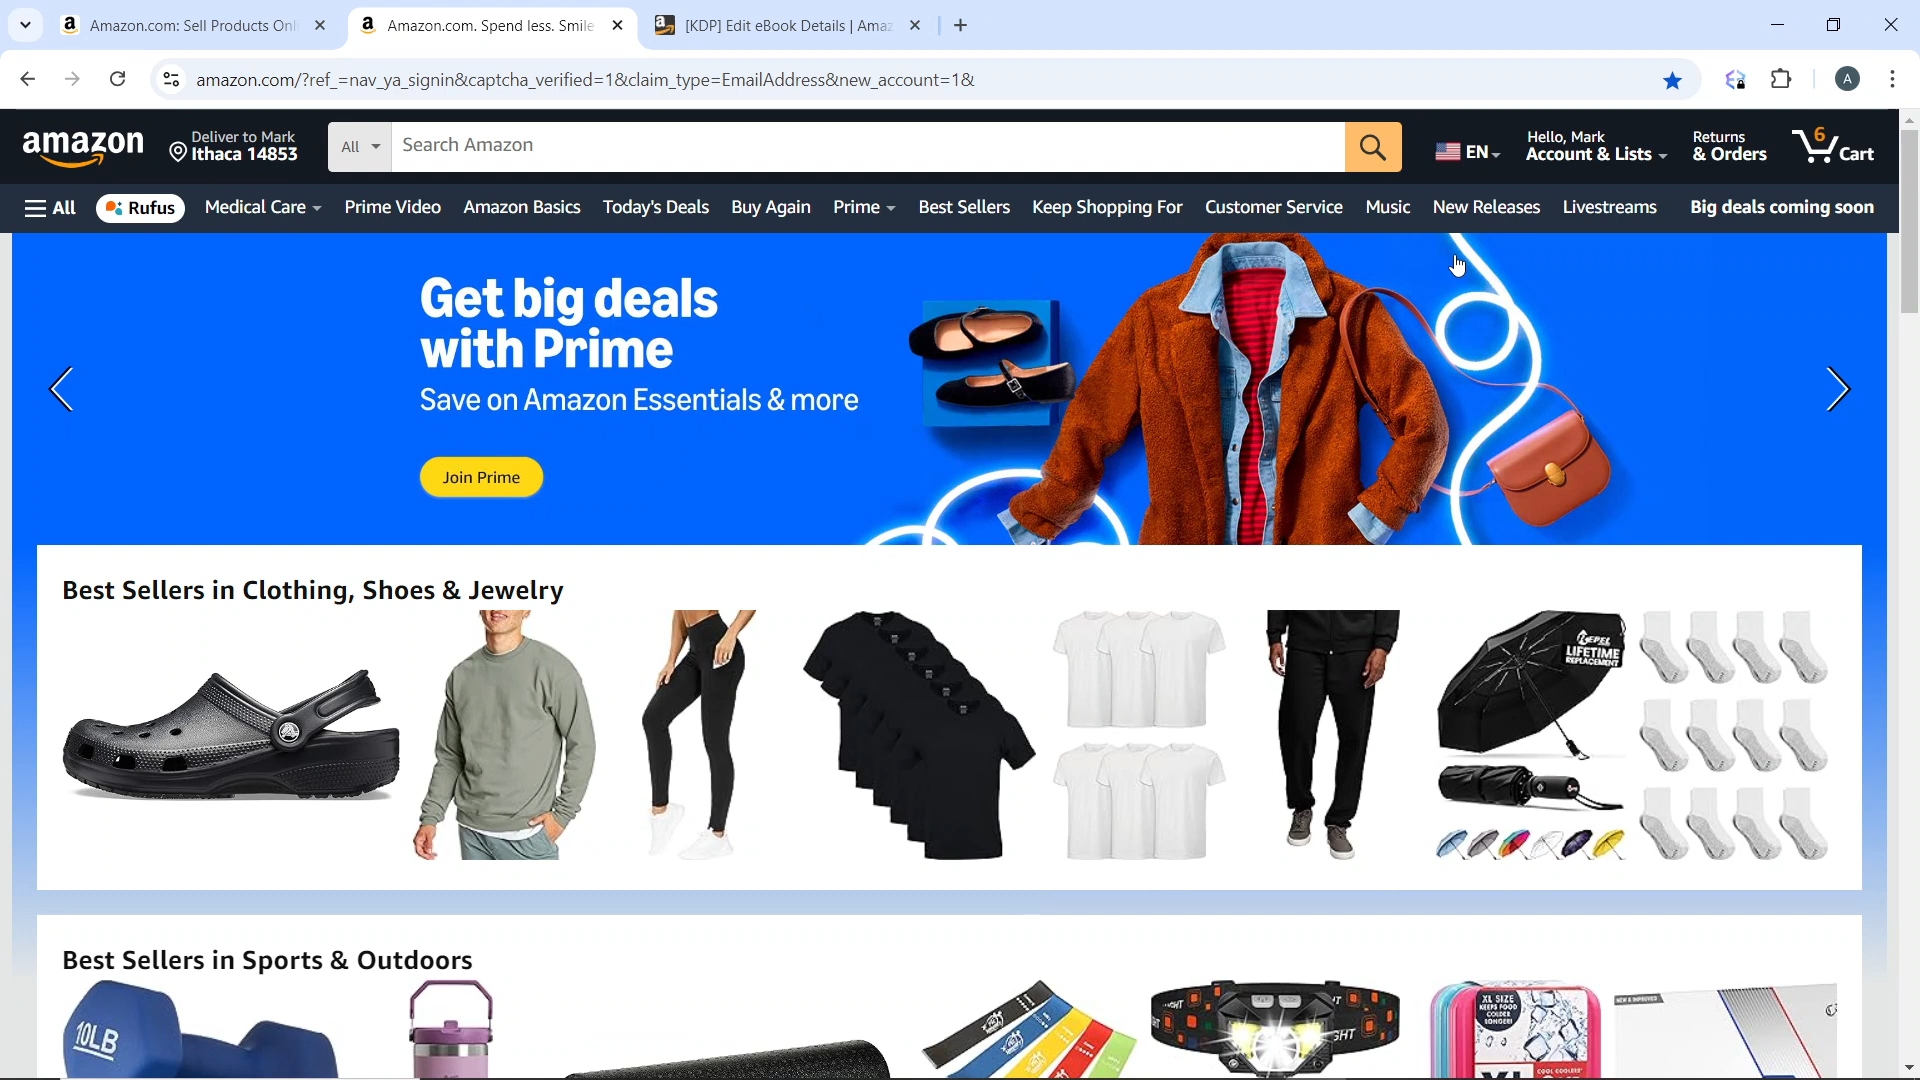 Amazon.com: Sell Products Onl
Amazon.com. Spend less. Smile
[KDP] Edit eBook Details | Amaz
amazon.com/?ref_=nav_ya_signin&captcha_verified=1&claim_type=EmailAddress&new_account=1&
A
amazon
Deliver to Mark
Ithaca 14853
All
Search Amazon
EN
Hello, Mark
Account & Lists
Returns
& Orders
6
Cart
All
Rufus
Medical Care
Prime Video
Amazon Basics
Today's Deals
Buy Again
Prime
Best Sellers
Keep Shopping For
Customer Service
Music
New Releases
Livestreams
Big deals coming soon
Get big deals
with Prime
Save on Amazon Essentials & more
Join Prime
Best Sellers in Clothing, Shoes & Jewelry
REPEL
LIFETIME
REPLACEMENT
Best Sellers in Sports & Outdoors
10LB
XL SIZE
KEEPS FOOD
COLDER
LONGER!
NEW & IMPROVED
COOL COOLERS